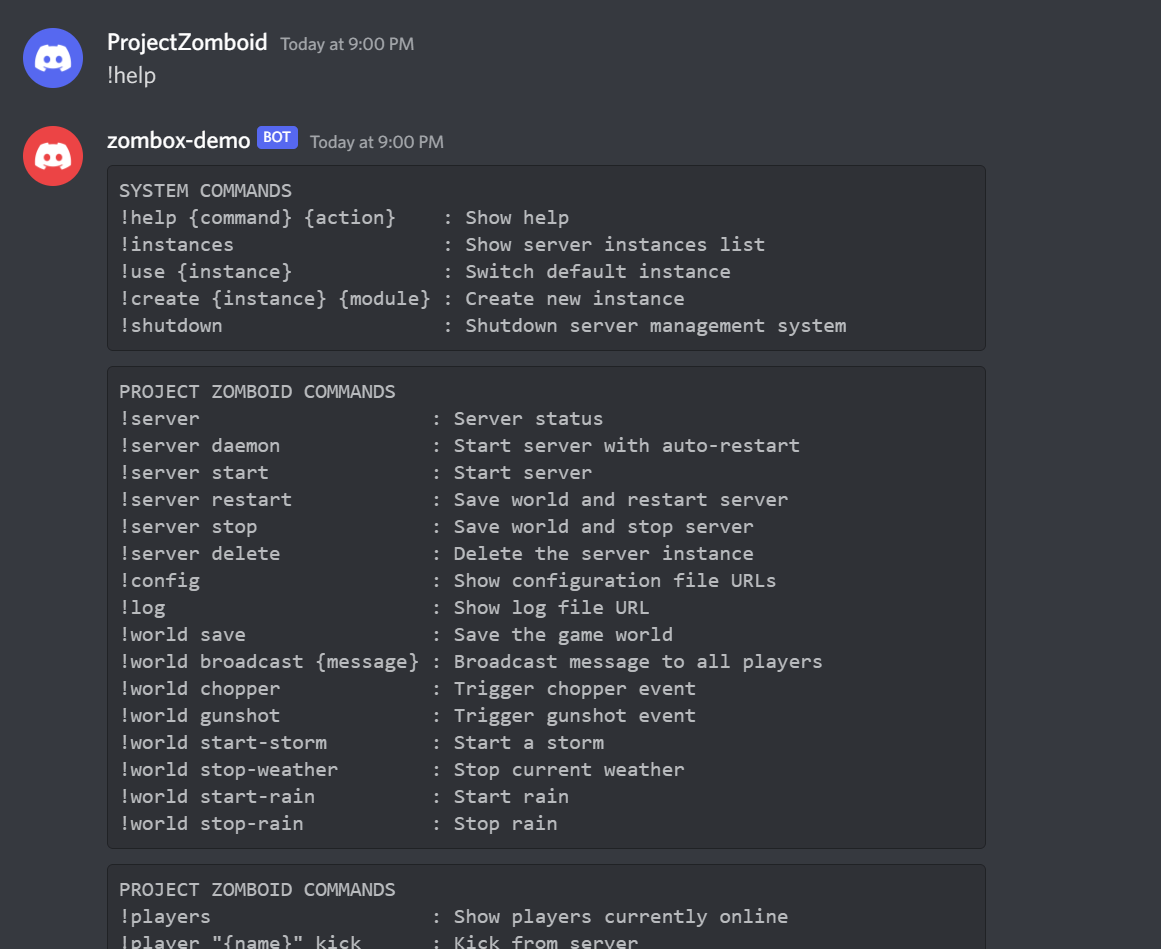 ProjectZomboid Today at 9:00 PM
!help
zombox-demo BOT Today at 9:00 PM
SYSTEM COMMANDS
!help {command} {action}    : Show help
!instances                  : Show server instances list
!use {instance}             : Switch default instance
!create {instance} {module} : Create new instance
!shutdown                   : Shutdown server management system
PROJECT ZOMBOID COMMANDS
!server                    : Server status
!server daemon             : Start server with auto-restart
!server start              : Start server
!server restart            : Save world and restart server
!server stop               : Save world and stop server
!server delete             : Delete the server instance
!config                    : Show configuration file URLs
!log                       : Show log file URL
!world save                : Save the game world
!world broadcast {message} : Broadcast message to all players
!world chopper             : Trigger chopper event
!world gunshot             : Trigger gunshot event
!world start-storm         : Start a storm
!world stop-weather        : Stop current weather
!world start-rain          : Start rain
!world stop-rain           : Stop rain
PROJECT ZOMBOID COMMANDS
!players                   : Show players currently online
!player "{name}" kick      : Kick from server